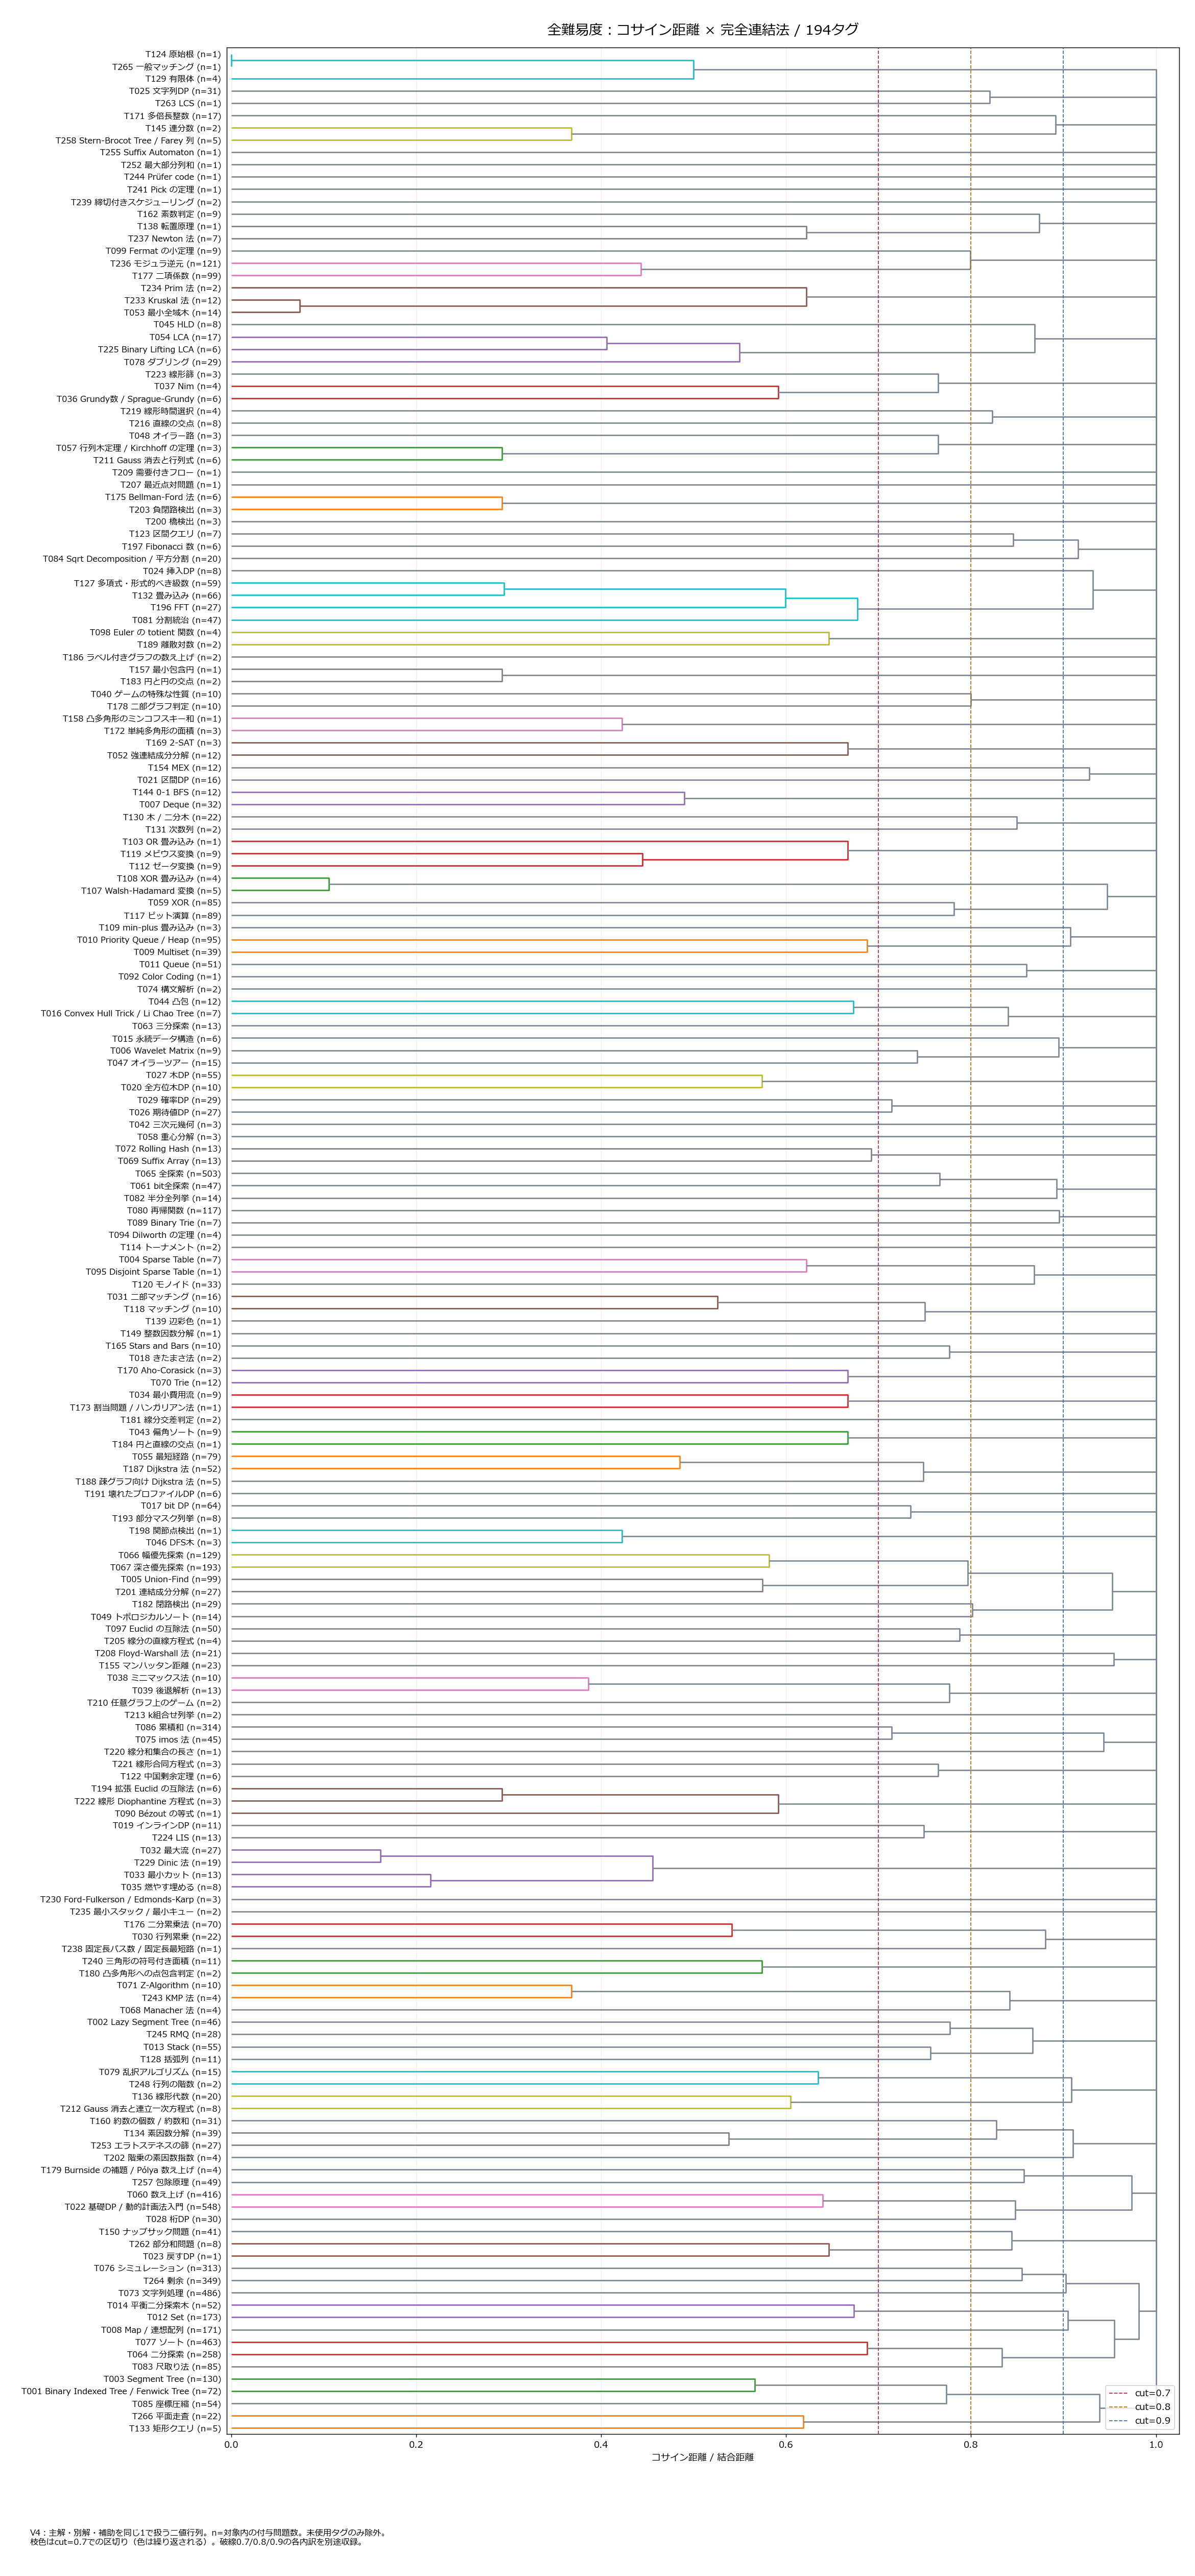 全難易度：コサイン距離 × 完全連結法 / 194タグ
T124 原始根 (n=1)
T265 一般マッチング (n=1)
T129 有限体 (n=4)
T025 文字列DP (n=31)
T263 LCS (n=1)
T171 多倍長整数 (n=17)
T145 連分数 (n=2)
T258 Stern-Brocot Tree / Farey 列 (n=5)
T255 Suffix Automaton (n=1)
T252 最大部分列和 (n=1)
T244 Prüfer code (n=1)
T241 Pick の定理 (n=1)
T239 締切付きスケジューリング (n=2)
T162 素数判定 (n=9)
T138 転置原理 (n=1)
T237 Newton 法 (n=7)
T099 Fermat の小定理 (n=9)
T236 モジュラ逆元 (n=121)
T177 二項係数 (n=99)
T234 Prim 法 (n=2)
T233 Kruskal 法 (n=12)
T053 最小全域木 (n=14)
T045 HLD (n=8)
T054 LCA (n=17)
T225 Binary Lifting LCA (n=6)
T078 ダブリング (n=29)
T223 線形篩 (n=3)
T037 Nim (n=4)
T036 Grundy数 / Sprague-Grundy (n=6)
T219 線形時間選択 (n=4)
T216 直線の交点 (n=8)
T048 オイラー路 (n=3)
T057 行列木定理 / Kirchhoff の定理 (n=3)
T211 Gauss 消去と行列式 (n=6)
T209 需要付きフロー (n=1)
T207 最近点対問題 (n=1)
T175 Bellman-Ford 法 (n=6)
T203 負閉路検出 (n=3)
T200 橋検出 (n=3)
T123 区間クエリ (n=7)
T197 Fibonacci 数 (n=6)
T084 Sqrt Decomposition / 平方分割 (n=20)
T024 挿入DP (n=8)
T127 多項式・形式的べき級数 (n=59)
T132 畳み込み (n=66)
T196 FFT (n=27)
T081 分割統治 (n=47)
T098 Euler の totient 関数 (n=4)
T189 離散対数 (n=2)
T186 ラベル付きグラフの数え上げ (n=2)
T157 最小包含円 (n=1)
T183 円と円の交点 (n=2)
T040 ゲームの特殊な性質 (n=10)
T178 二部グラフ判定 (n=10)
T158 凸多角形のミンコフスキー和 (n=1)
T172 単純多角形の面積 (n=3)
T169 2-SAT (n=3)
T052 強連結成分分解 (n=12)
T154 MEX (n=12)
T021 区間DP (n=16)
T144 0-1 BFS (n=12)
T007 Deque (n=32)
T130 木 / 二分木 (n=22)
T131 次数列 (n=2)
T103 OR 畳み込み (n=1)
T119 メビウス変換 (n=9)
T112 ゼータ変換 (n=9)
T108 XOR 畳み込み (n=4)
T107 Walsh-Hadamard 変換 (n=5)
T059 XOR (n=85)
T117 ビット演算 (n=89)
T109 min-plus 畳み込み (n=3)
T010 Priority Queue / Heap (n=95)
T009 Multiset (n=39)
T011 Queue (n=51)
T092 Color Coding (n=1)
T074 構文解析 (n=2)
T044 凸包 (n=12)
T016 Convex Hull Trick / Li Chao Tree (n=7)
T063 三分探索 (n=13)
T015 永続データ構造 (n=6)
T006 Wavelet Matrix (n=9)
T047 オイラーツアー (n=15)
T027 木DP (n=55)
T020 全方位木DP (n=10)
T029 確率DP (n=29)
T026 期待値DP (n=27)
T042 三次元幾何 (n=3)
T058 重心分解 (n=3)
T072 Rolling Hash (n=13)
T069 Suffix Array (n=13)
T065 全探索 (n=503)
T061 bit全探索 (n=47)
T082 半分全列挙 (n=14)
T080 再帰関数 (n=117)
T089 Binary Trie (n=7)
T094 Dilworth の定理 (n=4)
T114 トーナメント (n=2)
T004 Sparse Table (n=7)
T095 Disjoint Sparse Table (n=1)
T120 モノイド (n=33)
T031 二部マッチング (n=16)
T118 マッチング (n=10)
T139 辺彩色 (n=1)
T149 整数因数分解 (n=1)
T165 Stars and Bars (n=10)
T018 きたまさ法 (n=2)
T170 Aho-Corasick (n=3)
T070 Trie (n=12)
T034 最小費用流 (n=9)
T173 割当問題 / ハンガリアン法 (n=1)
T181 線分交差判定 (n=2)
T043 偏角ソート (n=9)
T184 円と直線の交点 (n=1)
T055 最短経路 (n=79)
T187 Dijkstra 法 (n=52)
T188 疎グラフ向け Dijkstra 法 (n=5)
T191 壊れたプロファイルDP (n=6)
T017 bit DP (n=64)
T193 部分マスク列挙 (n=8)
T198 関節点検出 (n=1)
T046 DFS木 (n=3)
T066 幅優先探索 (n=129)
T067 深さ優先探索 (n=193)
T005 Union-Find (n=99)
T201 連結成分分解 (n=27)
T182 閉路検出 (n=29)
T049 トポロジカルソート (n=14)
T097 Euclid の互除法 (n=50)
T205 線分の直線方程式 (n=4)
T208 Floyd-Warshall 法 (n=21)
T155 マンハッタン距離 (n=23)
T038 ミニマックス法 (n=10)
T039 後退解析 (n=13)
T210 任意グラフ上のゲーム (n=2)
T213 k組合せ列挙 (n=2)
T086 累積和 (n=314)
T075 imos 法 (n=45)
T220 線分和集合の長さ (n=1)
T221 線形合同方程式 (n=3)
T122 中国剰余定理 (n=6)
T194 拡張 Euclid の互除法 (n=6)
T222 線形 Diophantine 方程式 (n=3)
T090 Bézout の等式 (n=1)
T019 インラインDP (n=11)
T224 LIS (n=13)
T032 最大流 (n=27)
T229 Dinic 法 (n=19)
T033 最小カット (n=13)
T035 燃やす埋める (n=8)
T230 Ford-Fulkerson / Edmonds-Karp (n=3)
T235 最小スタック / 最小キュー (n=2)
T176 二分累乗法 (n=70)
T030 行列累乗 (n=22)
T238 固定長パス数 / 固定長最短路 (n=1)
T240 三角形の符号付き面積 (n=11)
T180 凸多角形への点包含判定 (n=2)
T071 Z-Algorithm (n=10)
T243 KMP 法 (n=4)
T068 Manacher 法 (n=4)
T002 Lazy Segment Tree (n=46)
T245 RMQ (n=28)
T013 Stack (n=55)
T128 括弧列 (n=11)
T079 乱択アルゴリズム (n=15)
T248 行列の階数 (n=2)
T136 線形代数 (n=20)
T212 Gauss 消去と連立一次方程式 (n=8)
T160 約数の個数 / 約数和 (n=31)
T134 素因数分解 (n=39)
T253 エラトステネスの篩 (n=27)
T202 階乗の素因数指数 (n=4)
T179 Burnside の補題 / Pólya 数え上げ (n=4)
T257 包除原理 (n=49)
T060 数え上げ (n=416)
T022 基礎DP / 動的計画法入門 (n=548)
T028 桁DP (n=30)
T150 ナップサック問題 (n=41)
T262 部分和問題 (n=8)
T023 戻すDP (n=1)
T076 シミュレーション (n=313)
T264 剰余 (n=349)
T073 文字列処理 (n=486)
T014 平衡二分探索木 (n=52)
T012 Set (n=173)
T008 Map / 連想配列 (n=171)
T077 ソート (n=463)
T064 二分探索 (n=258)
T083 尺取り法 (n=85)
T003 Segment Tree (n=130)
T001 Binary Indexed Tree / Fenwick Tree (n=72)
T085 座標圧縮 (n=54)
T266 平面走査 (n=22)
T133 矩形クエリ (n=5)
cut=0.7
cut=0.8
cut=0.9
0.0 0.2 0.4 0.6 0.8 1.0
コサイン距離 / 結合距離
V4：主解・別解・補助を同じ1で扱う二値行列。n=対象内の付与問題数。未使用タグのみ除外。
枝色はcut=0.7での区切り（色は繰り返される）。破線0.7/0.8/0.9の各内訳を別途収録。